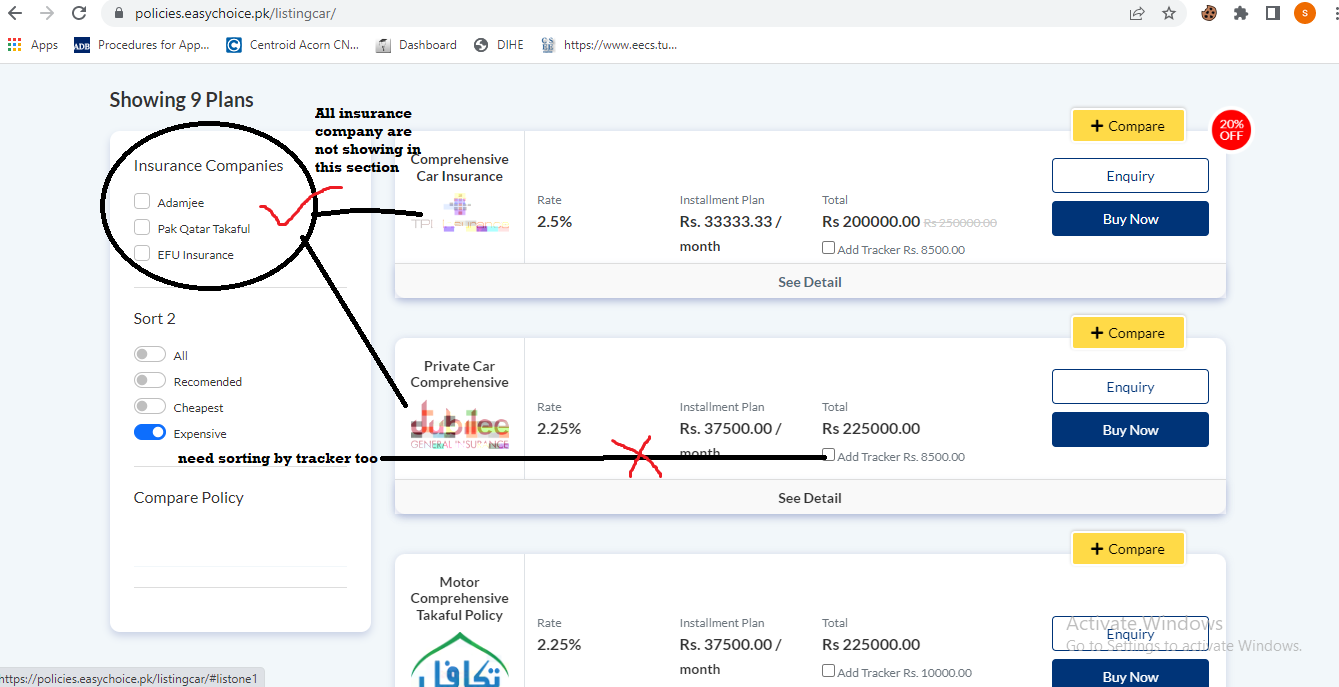 policies.easychoice.pk/listingcar/
S
Apps
ADB Procedures for App...
Centroid Acorn CN...
Dashboard
DIHE
https://www.eecs.tu...
Showing 9 Plans
All insurance
company are
not showing in
this section
Insurance Companies
Adamjee
Pak Qatar Takaful
EFU Insurance
Sort 2
All
Recomended
Cheapest
Expensive
need sorting by tracker too
Compare Policy
+ Compare
20%
OFF
Comprehensive
Car Insurance
TPL Insurance
Rate
2.5%
Installment Plan
Rs. 33333.33 /
month
Total
Rs 200000.00 Rs 250000.00
Add Tracker Rs. 8500.00
Enquiry
Buy Now
See Detail
+ Compare
Private Car
Comprehensive
Jubilee
GENERAL INSURANCE
Rate
2.25%
Installment Plan
Rs. 37500.00 /
month
Total
Rs 225000.00
Add Tracker Rs. 8500.00
Enquiry
Buy Now
See Detail
+ Compare
Motor
Comprehensive
Takaful Policy
تكافل
Rate
2.25%
Installment Plan
Rs. 37500.00 /
month
Total
Rs 225000.00
Add Tracker Rs. 10000.00
Enquiry
Buy Now
Activate Windows
Go to Settings to activate Windows.
https://policies.easychoice.pk/listingcar/#listone1